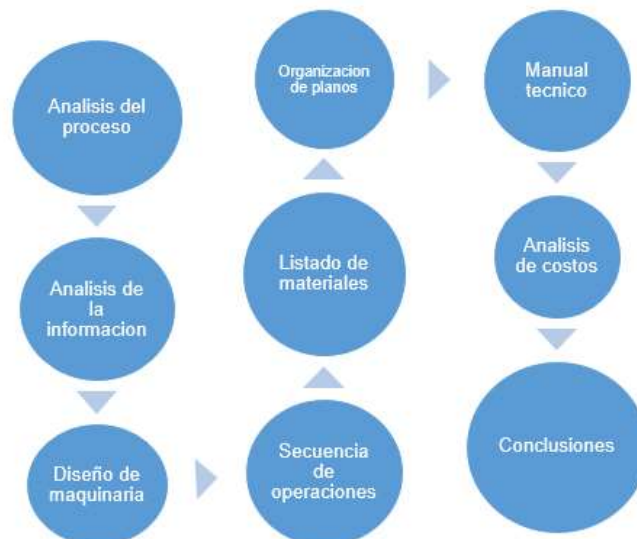 Analisis del
proceso
Analisis de
la
informacion
Diseño de
maquinaria
Secuencia
de
operaciones
Listado de
materiales
Organizacion
de planos
Manual
tecnico
Analisis
de costos
Conclusiones